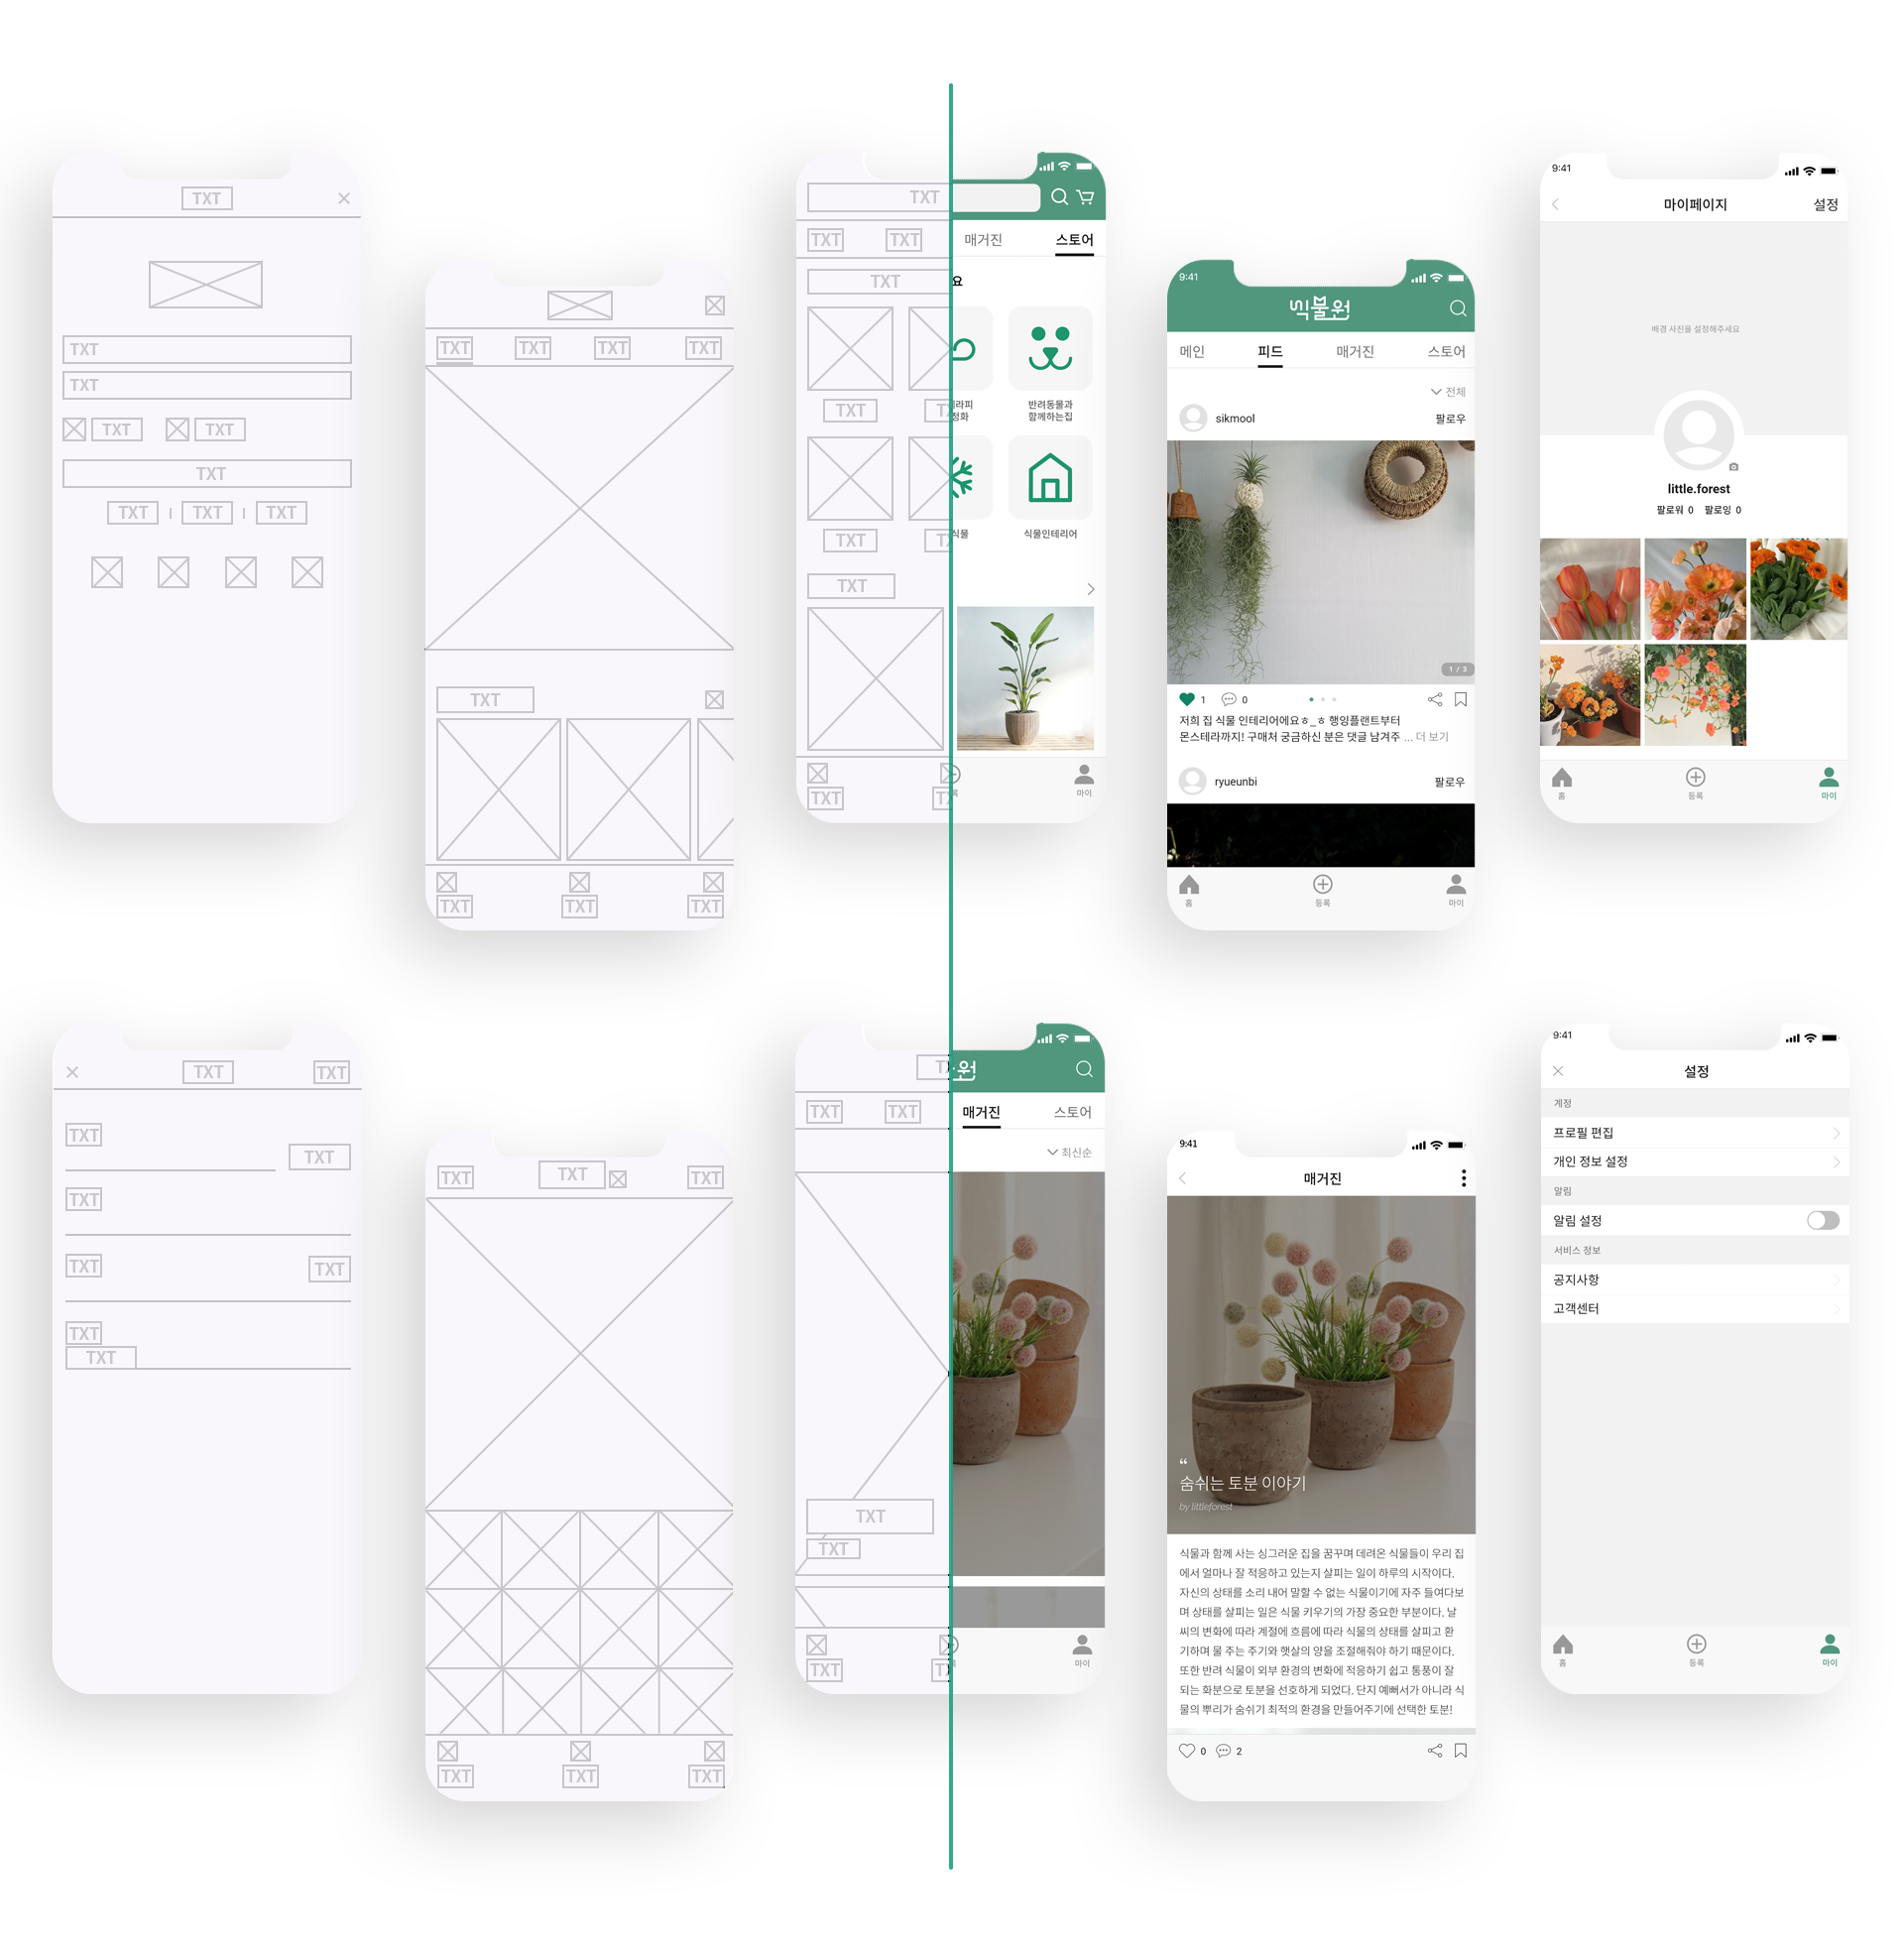 TXT
TXT
TXT
TXT TXT
TXT
TXT TXT TXT
TXT TXT TXT TXT
TXT
TXT TXT TXT
TXT
TXT TXT
TXT
TXT
TXT
TXT
TXT
매거진 스토어
요
반려동물과
함께하는집
식물 식물인테리어
마이
9:41
식물원
메인 피드 매거진 스토어
전체
sikmool 팔로우
1 / 3
1 0
저희 집 식물 인테리어에요ㅎ_ㅎ 행잉플랜트부터
몬스테라까지! 구매처 궁금하신 분은 댓글 남겨주 ... 더 보기
ryueunbi 팔로우
홈 등록 마이
9:41
마이페이지 설정
배경 사진을 설정해주세요
little.forest
팔로워 0 팔로잉 0
홈 등록 마이
TXT TXT
TXT
TXT
TXT
TXT TXT
TXT
TXT
TXT TXT TXT
TXT TXT TXT
TXT TXT
TXT
TXT
TXT
원
매거진 스토어
최신순
마이
9:41
매거진
“
숨쉬는 토분 이야기
by littleforest
식물과 함께 사는 싱그러운 집을 꿈꾸며 데려온 식물들이 우리 집
에서 얼마나 잘 적응하고 있는지 살피는 일이 하루의 시작이다.
자신의 상태를 소리 내어 말할 수 없는 식물이기에 자주 들여다보
며 상태를 살피는 일은 식물 키우기의 가장 중요한 부분이다. 날
씨의 변화에 따라 계절에 흐름에 따라 식물의 상태를 살피고 환
기하며 물 주는 주기와 햇살의 양을 조절해줘야 하기 때문이다.
또한 반려 식물이 외부 환경의 변화에 적응하기 쉽고 통풍이 잘
되는 화분으로 토분을 선호하게 되었다. 단지 예뻐서가 아니라 식
물의 뿌리가 숨쉬기 최적의 환경을 만들어주기에 선택한 토분!
0 2
9:41
설정
계정
프로필 편집
개인 정보 설정
알림
알림 설정
서비스 정보
공지사항
고객센터
홈 등록 마이